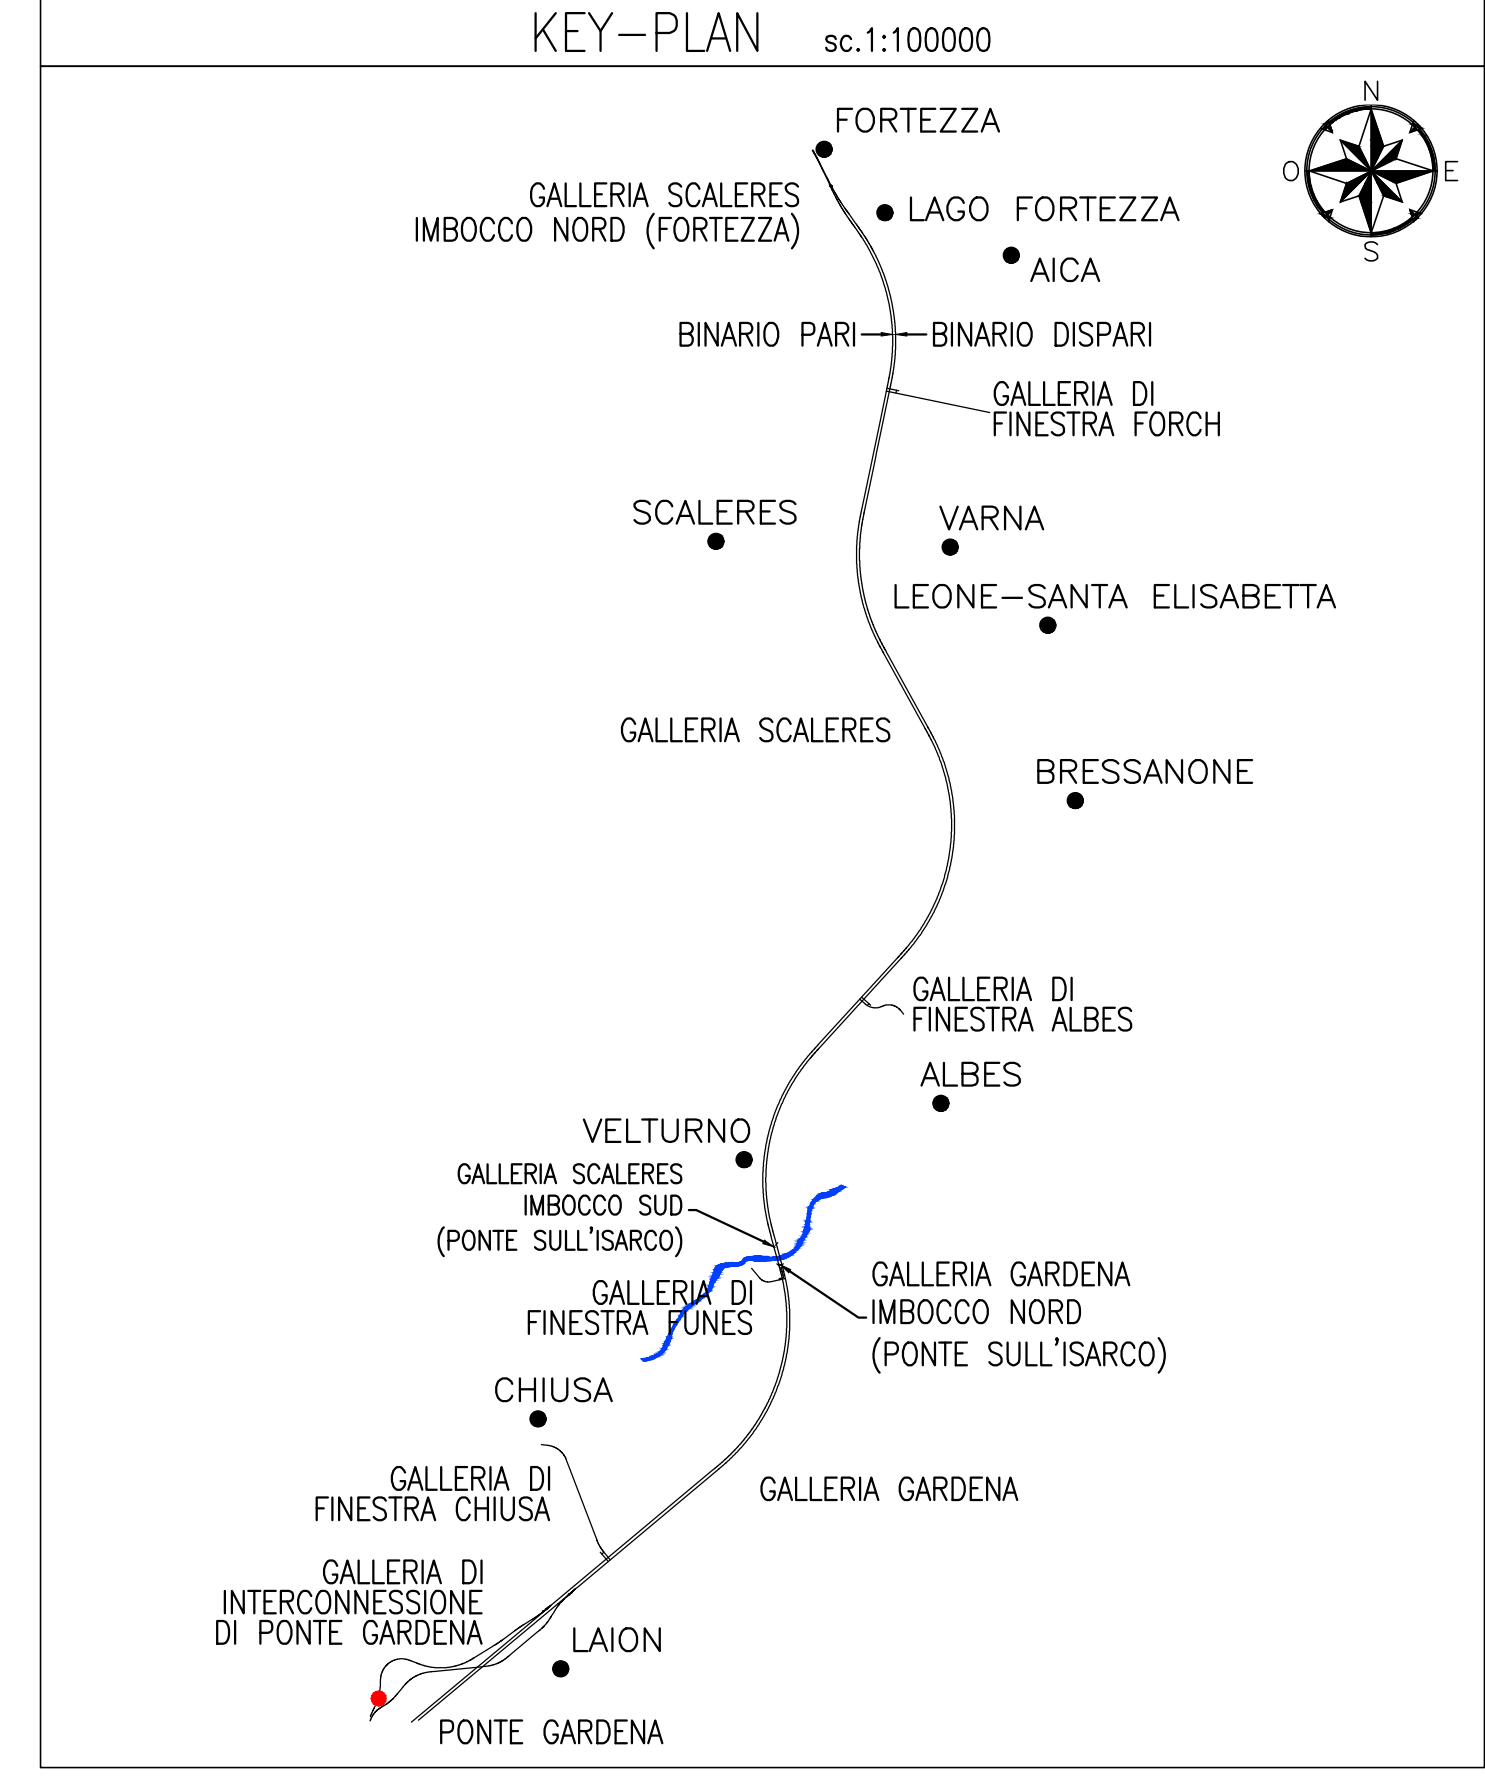 KEY-PLAN sc.1:100000
N
O
E
S
FORTEZZA
GALLERIA SCALERES
IMBOCCO NORD (FORTEZZA)
LAGO FORTEZZA
AICA
BINARIO PARI
BINARIO DISPARI
GALLERIA DI
FINESTRA FORCH
SCALERES
VARNA
LEONE-SANTA ELISABETTA
GALLERIA SCALERES
BRESSANONE
GALLERIA DI
FINESTRA ALBES
ALBES
VELTURNO
GALLERIA SCALERES
IMBOCCO SUD
(PONTE SULL'ISARCO)
GALLERIA DI
FINESTRA FUNES
GALLERIA GARDENA
IMBOCCO NORD
(PONTE SULL'ISARCO)
CHIUSA
GALLERIA DI
FINESTRA CHIUSA
GALLERIA GARDENA
GALLERIA DI
INTERCONNESSIONE
DI PONTE GARDENA
LAION
PONTE GARDENA